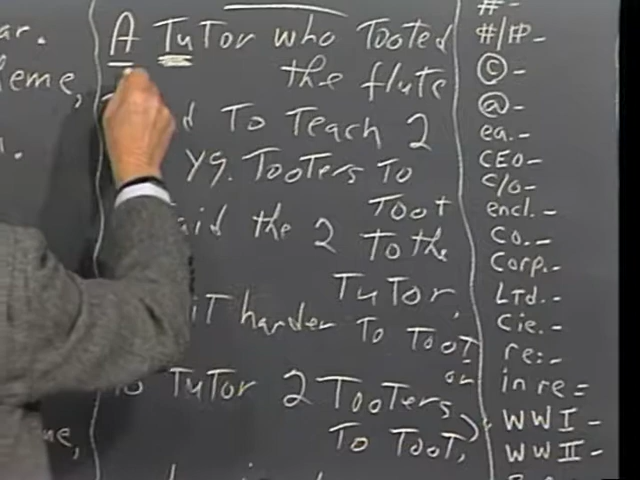 ar.
eme,
A Tutor who Tooted
the flute
d To Teach 2
yg. Tooters To
Toot
aid the 2 To the
Tutor,
iT harder To Toot
or
To TuTor 2 Tooters
To Toot,
#-
#/#-
©-
@-
ea.-
CEO-
c/o-
encl.-
Co.-
Corp.-
Ltd.-
Cie.-
re:-
in re=
WWI-
WWII-